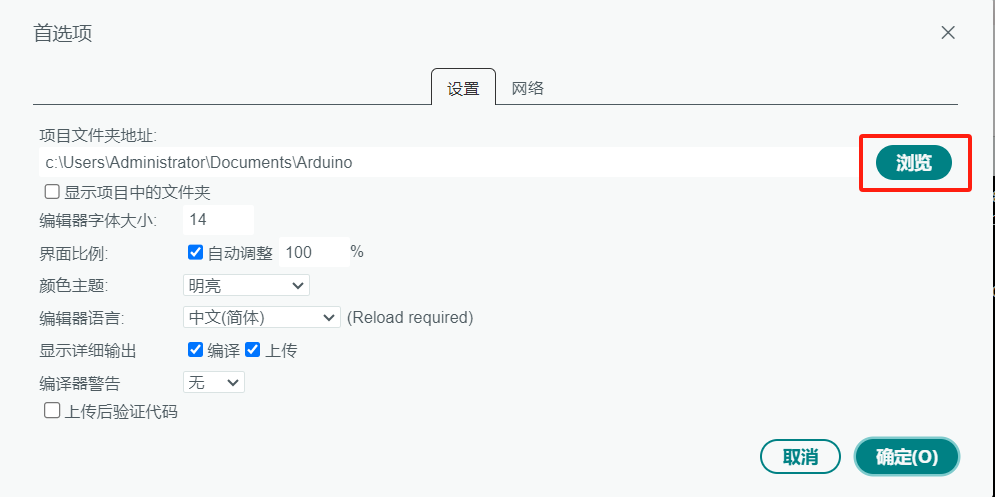 首选项
设置 网络
项目文件夹地址:
c:\Users\Administrator\Documents\Arduino 浏览
显示项目中的文件夹
编辑器字体大小: 14
界面比例: 自动调整 100 %
颜色主题: 明亮
编辑器语言: 中文(简体) (Reload required)
显示详细输出 编译 上传
编译器警告 无
上传后验证代码
取消 确定(O)